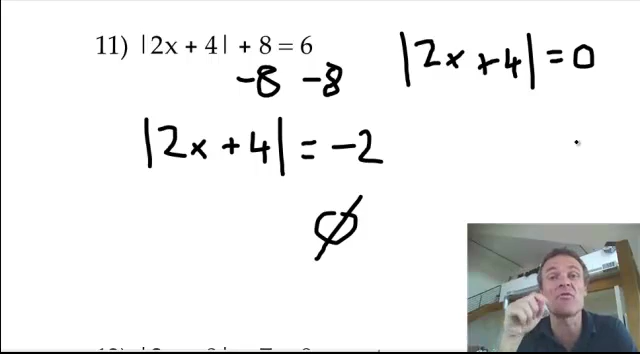 11) |2x + 4| + 8 = 6
-8 -8
|2x + 4| = -2
∅
|2x + 4| = 0